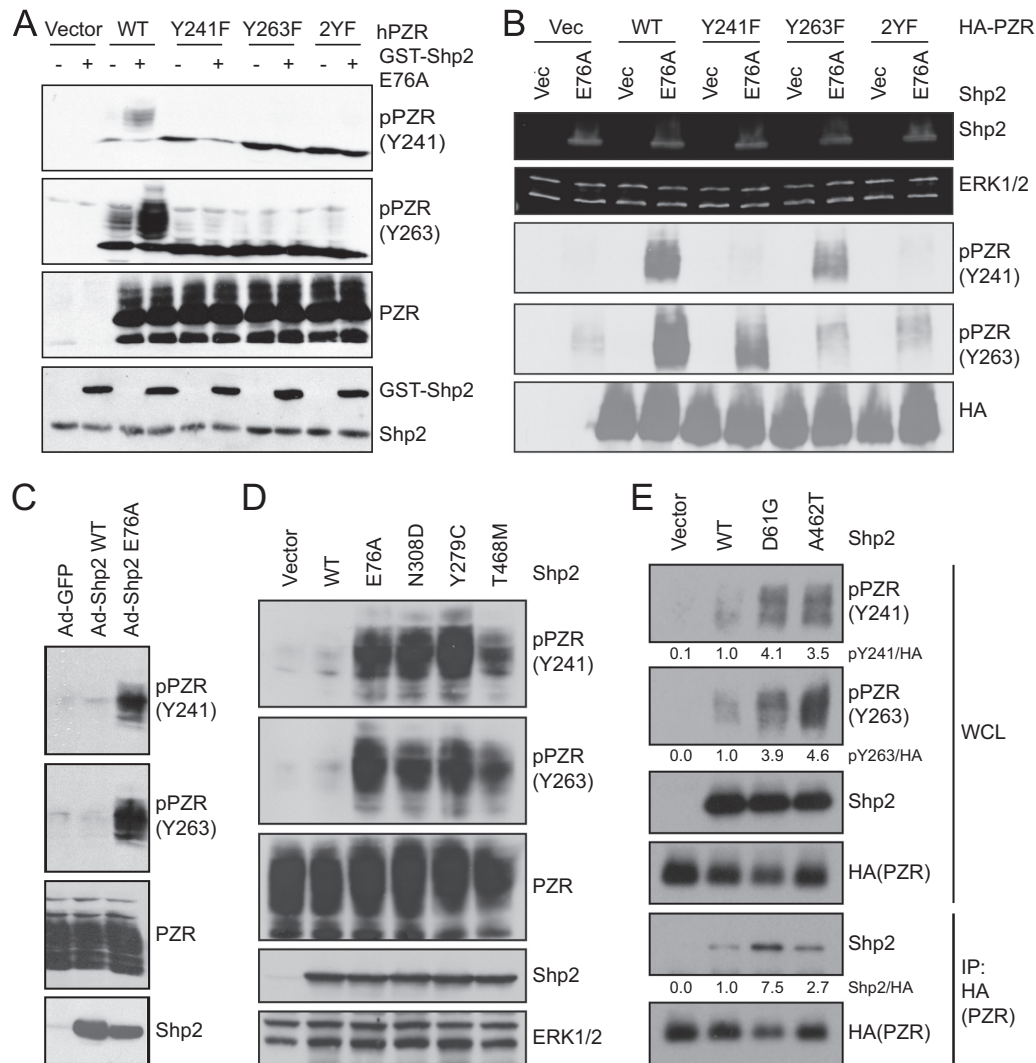 A
Vector WT Y241F Y263F 2YF hPZR
- + - + - + - + - + GST-Shp2 E76A
pPZR (Y241)
pPZR (Y263)
PZR
GST-Shp2
Shp2
B
Vec WT Y241F Y263F 2YF HA-PZR
Vec E76A Vec E76A Vec E76A Vec E76A Vec E76A Shp2
Shp2
ERK1/2
pPZR (Y241)
pPZR (Y263)
HA
C
Ad-GFP Ad-Shp2 WT Ad-Shp2 E76A
pPZR (Y241)
pPZR (Y263)
PZR
Shp2
D
Vector WT E76A N308D Y279C T468M Shp2
pPZR (Y241)
pPZR (Y263)
PZR
Shp2
ERK1/2
E
Vector WT D61G A462T Shp2
pPZR (Y241)
0.1 1.0 4.1 3.5 pY241/HA
pPZR (Y263)
0.0 1.0 3.9 4.6 pY263/HA
Shp2
HA(PZR)
WCL
Shp2
0.0 1.0 7.5 2.7 Shp2/HA
HA(PZR)
IP: HA (PZR)